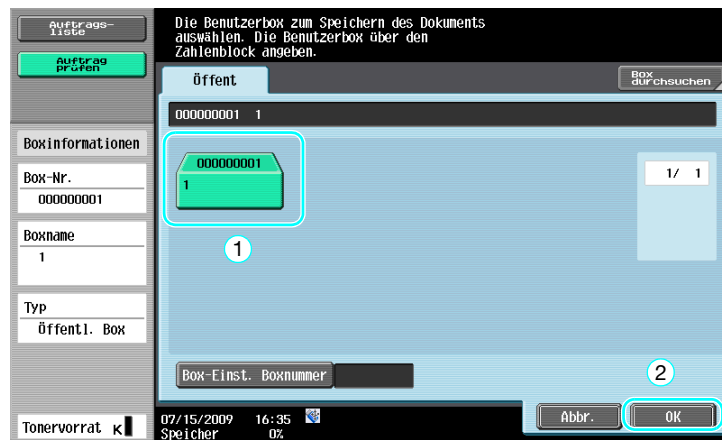 Auftrags-
liste
Auftrag
prüfen
Die Benutzerbox zum Speichern des Dokuments
auswählen. Die Benutzerbox über den
Zahlenblock angeben.
Öffent
Box
durchsuchen
000000001 1
Boxinformationen
Box-Nr.
000000001
Boxname
1
Typ
Öffentl. Box
000000001
1
1/ 1
1
Box-Einst. Boxnummer
2
Abbr.
OK
Tonervorrat K
07/15/2009 16:35
Speicher 0%